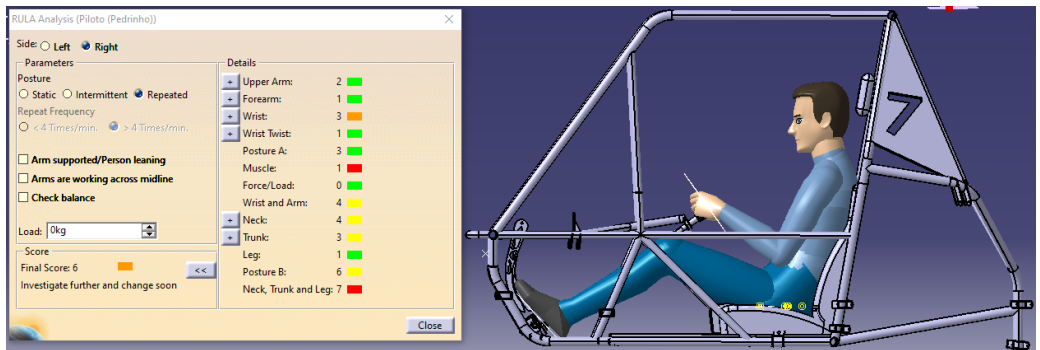 RULA Analysis (Piloto (Pedrinho))
Side: Left Right
Parameters
Posture
Static Intermittent Repeated
Repeat Frequency
< 4 Times/min. > 4 Times/min.
Arm supported/Person leaning
Arms are working across midline
Check balance
Load: 0kg
Score
Final Score: 6
<<
Investigate further and change soon
Details
+ Upper Arm: 2
+ Forearm: 1
+ Wrist: 3
+ Wrist Twist: 1
Posture A: 3
Muscle: 1
Force/Load: 0
Wrist and Arm: 4
+ Neck: 4
+ Trunk: 3
Leg: 1
Posture B: 6
Neck, Trunk and Leg: 7
Close
7